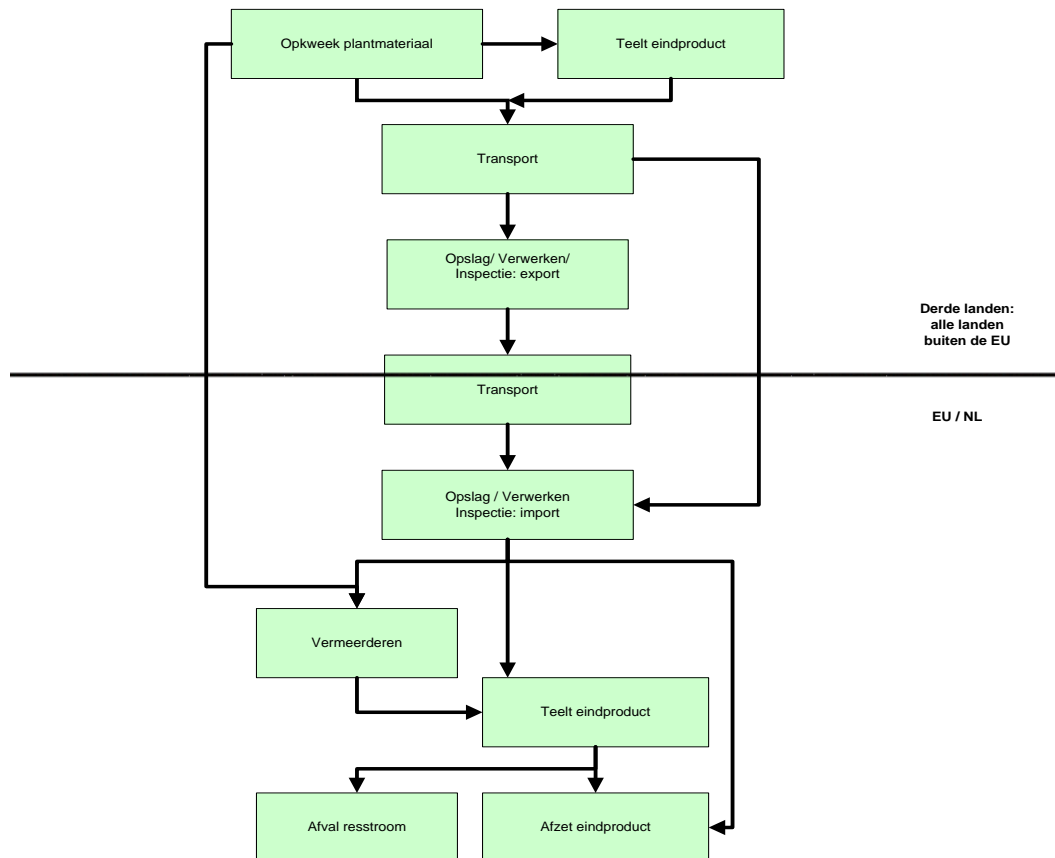 Opkweek plantmateriaal
Teelt eindproduct
Transport
Opslag/ Verwerken/
Inspectie: export
Derde landen:
alle landen
buiten de EU
Transport
EU / NL
Opslag / Verwerken
Inspectie: import
Vermeerderen
Teelt eindproduct
Afval resstroom
Afzet eindproduct